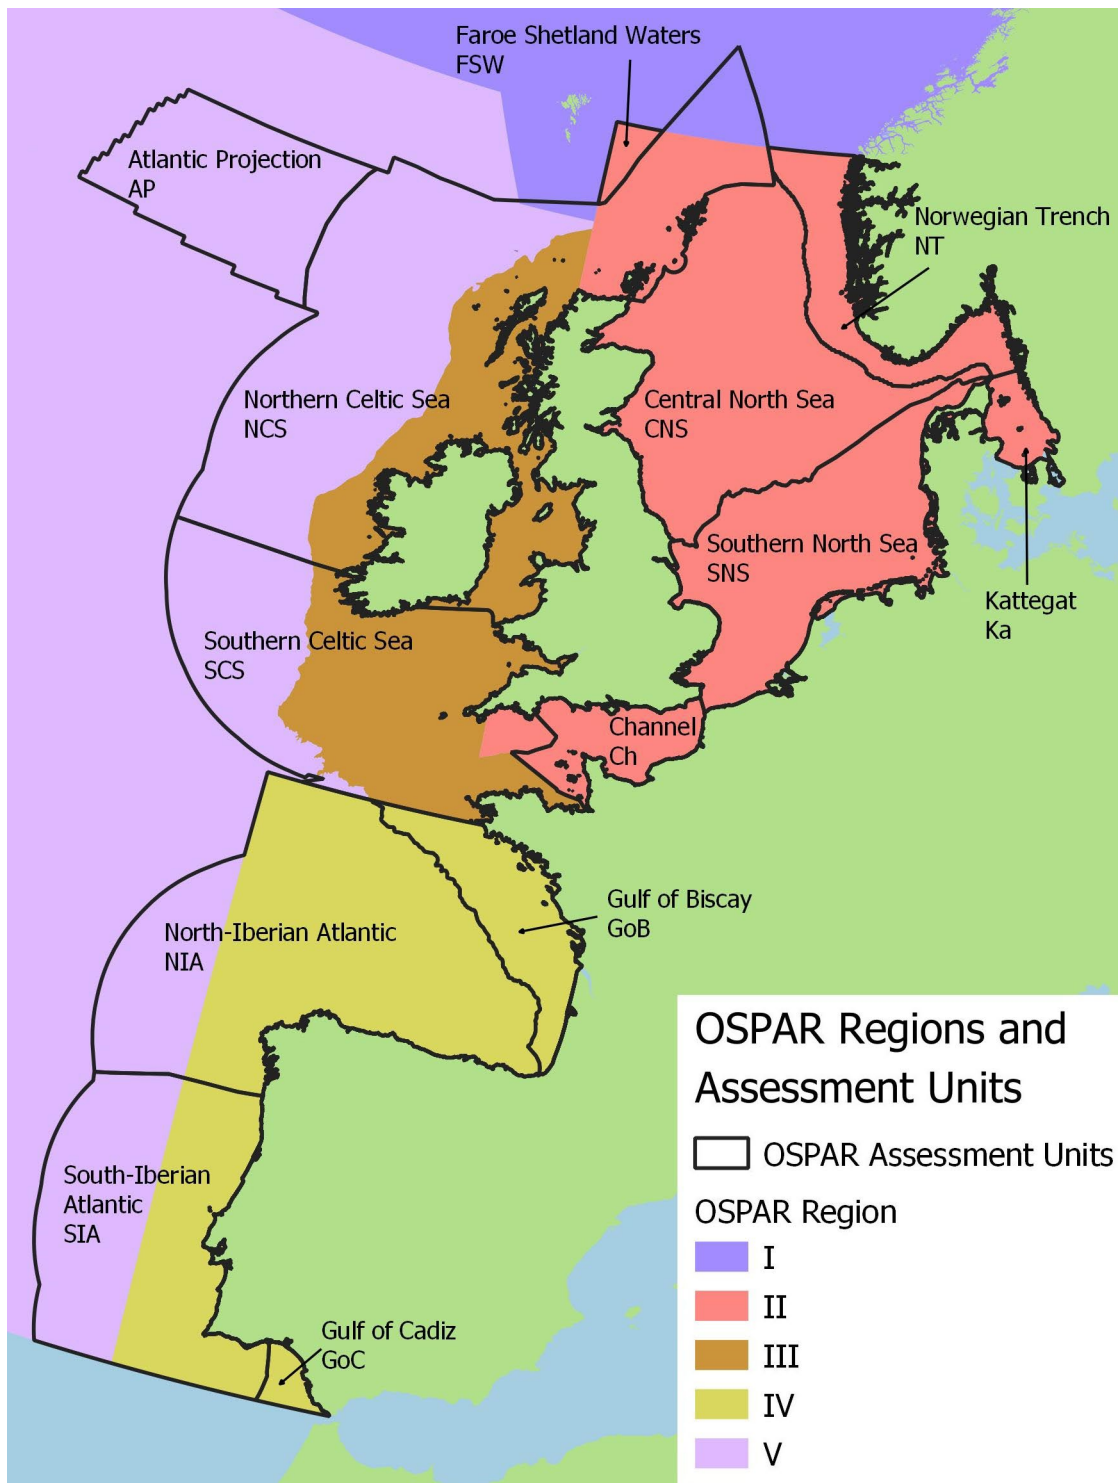 Faroe Shetland Waters
FSW
Atlantic Projection
AP
Norwegian Trench
NT
Northern Celtic Sea
NCS
Central North Sea
CNS
Southern North Sea
SNS
Kattegat
Ka
Southern Celtic Sea
SCS
Channel
Ch
Gulf of Biscay
GoB
North-Iberian Atlantic
NIA
South-Iberian
Atlantic
SIA
Gulf of Cadiz
GoC
OSPAR Regions and
Assessment Units
OSPAR Assessment Units
OSPAR Region
I
II
III
IV
V